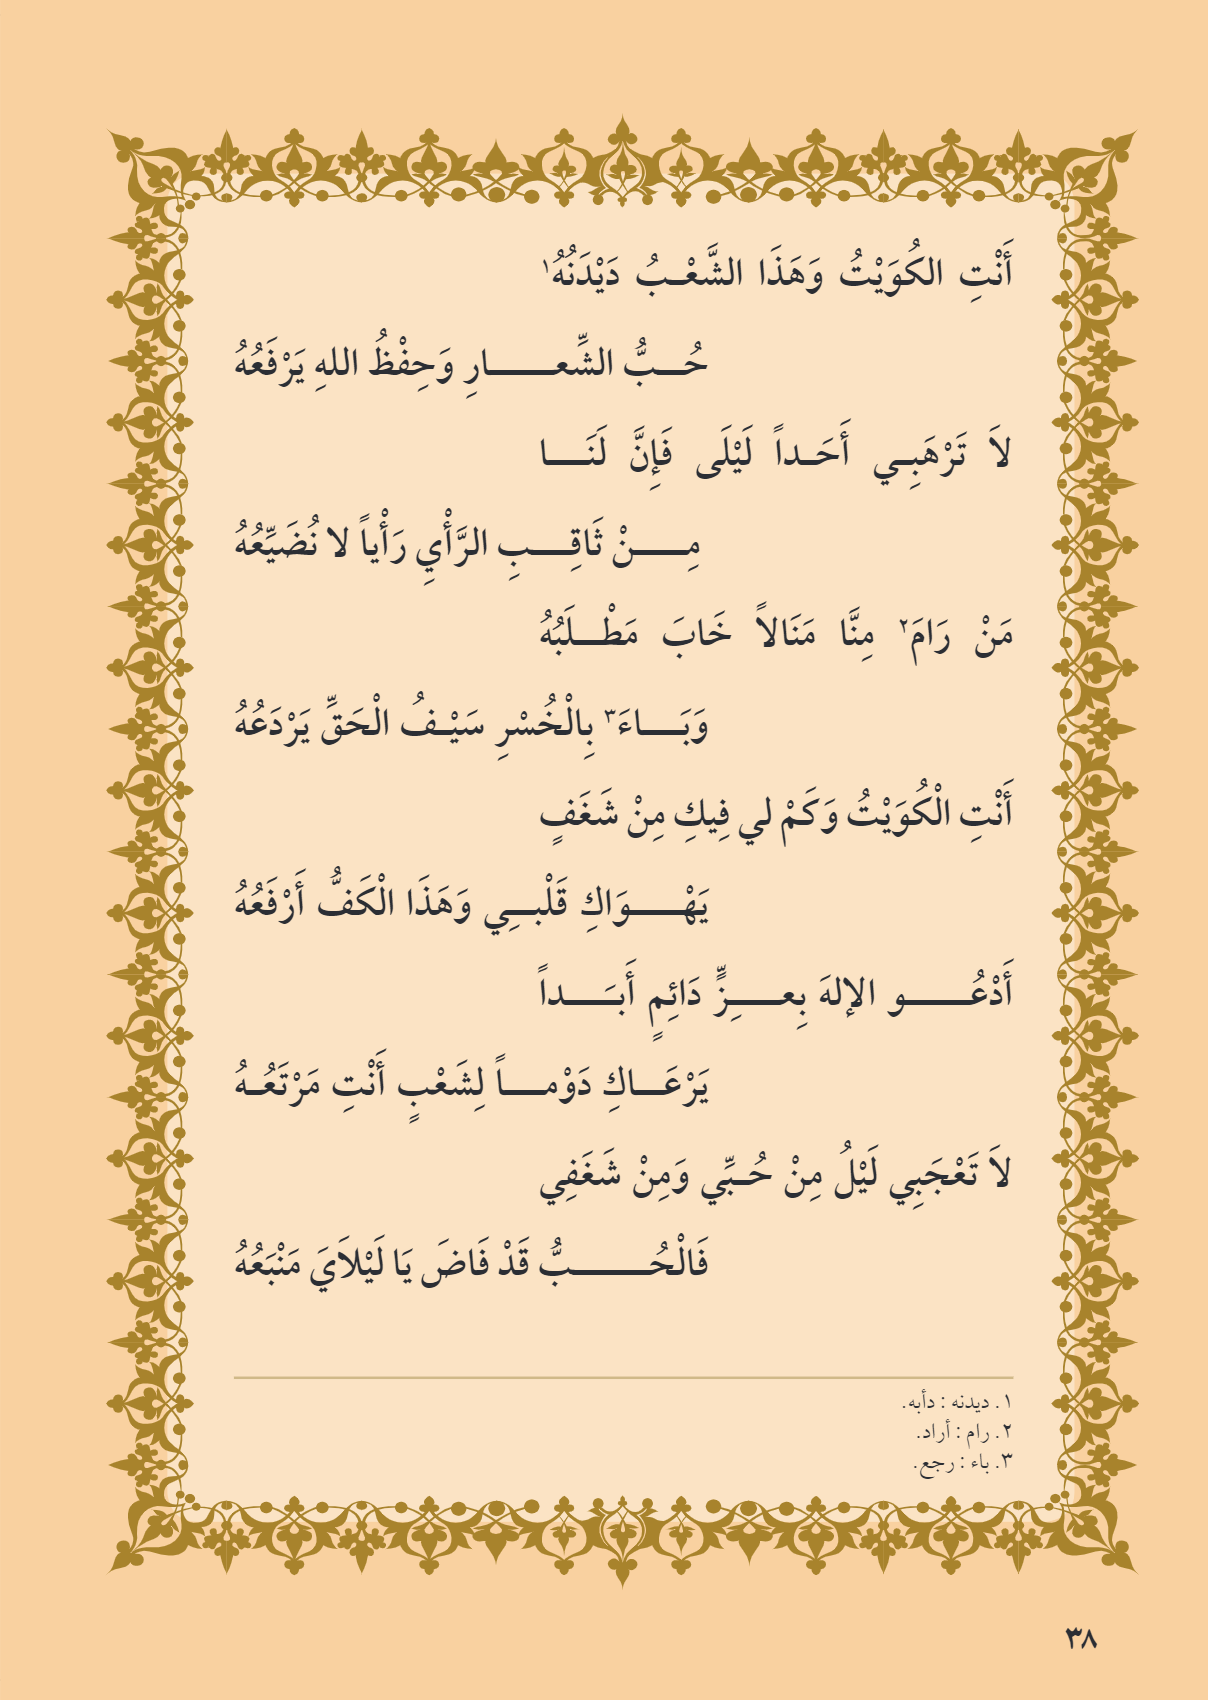 أَنْتِ الكُوَيْتُ وَهَذَا الشَّعْبُ دَيْدَنُهُ١
حُبُّ الشِّعارِ وَحِفْظُ اللهِ يَرْفَعُهُ
لاَ تَرْهَبِي أَحَداً لَيْلَى فَإِنَّ لَنَا
مِنْ ثَاقِبِ الرَّأْيِ رَأْياً لا نُضَيِّعُهُ
مَنْ رَامَ٢ مِنَّا مَنَالاً خَابَ مَطْلَبُهُ
وَبَاءَ٣ بِالْخُسْرِ سَيْفُ الْحَقِّ يَرْدَعُهُ
أَنْتِ الْكُوَيْتُ وَكَمْ لي فِيكِ مِنْ شَغَفٍ
يَهْوَاكِ قَلْبِي وَهَذَا الْكَفُّ أَرْفَعُهُ
أَدْعُو الإلهَ بِعِزٍّ دَائِمٍ أَبَداً
يَرْعَاكِ دَوْماً لِشَعْبٍ أَنْتِ مَرْتَعُهُ
لاَ تَعْجَبِي لَيْلُ مِنْ حُبِّي وَمِنْ شَغَفِي
فَالْحُبُّ قَدْ فَاضَ يَا لَيْلاَيَ مَنْبَعُهُ
١. ديدنه : دأبه.
٢. رام : أراد.
٣. باء : رجع.
٣٨